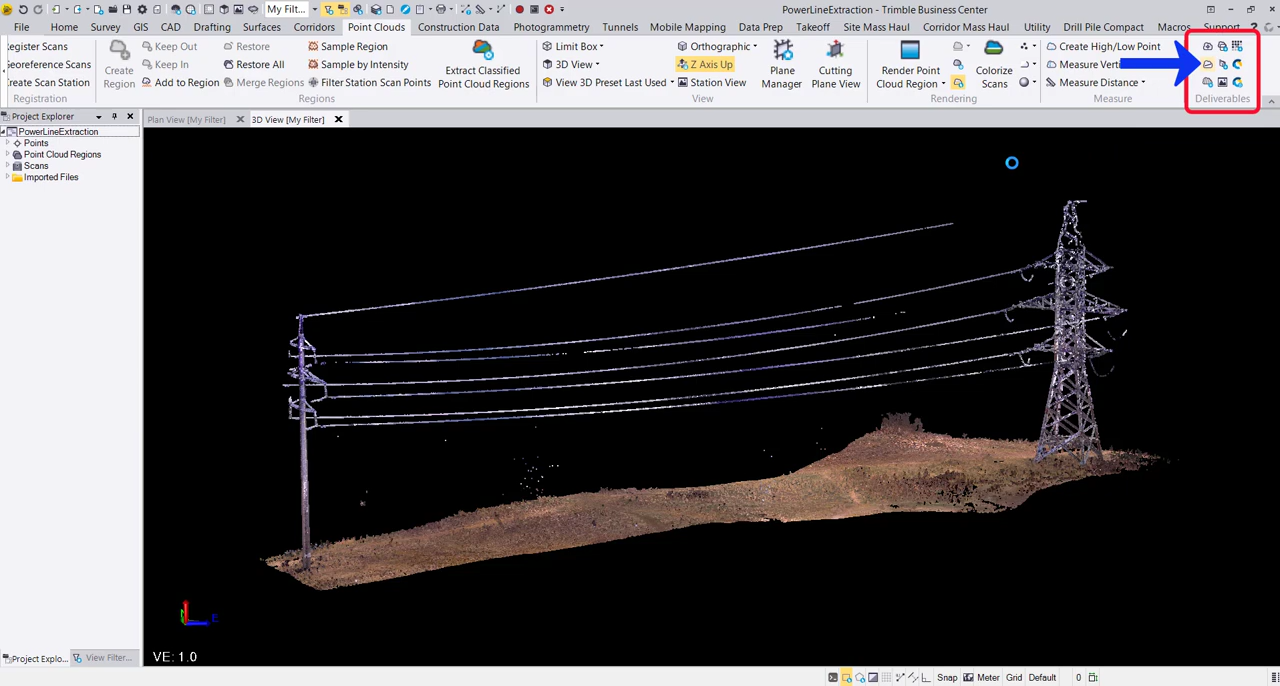 My Filt...
PowerLineExtraction - Trimble Business Center
File Home Survey GIS CAD Drafting Surfaces Corridors Point Clouds Construction Data Photogrammetry Tunnels Mobile Mapping Data Prep Takeoff Site Mass Haul Corridor Mass Haul Utility Drill Pile Compact Macros Support
egister Scans
eoreference Scans
reate Scan Station
Registration
Create Region
Keep Out
Keep In
Add to Region
Restore
Restore All
Merge Regions
Sample Region
Sample by Intensity
Filter Station Scan Points
Regions
Extract Classified
Point Cloud Regions
Limit Box
3D View
View 3D Preset Last Used
Orthographic
Z Axis Up
Station View
View
Plane Manager
Cutting Plane View
Render Point Cloud Region
Colorize Scans
Rendering
Create High/Low Point
Measure Verti
Measure Distance
Measure
Deliverables
Project Explorer
PowerLineExtraction
Points
Point Cloud Regions
Scans
Imported Files
Plan View [My Filter]
3D View [My Filter]
E
VE: 1.0
Project Explo...
View Filter...
Snap Meter Grid Default 0